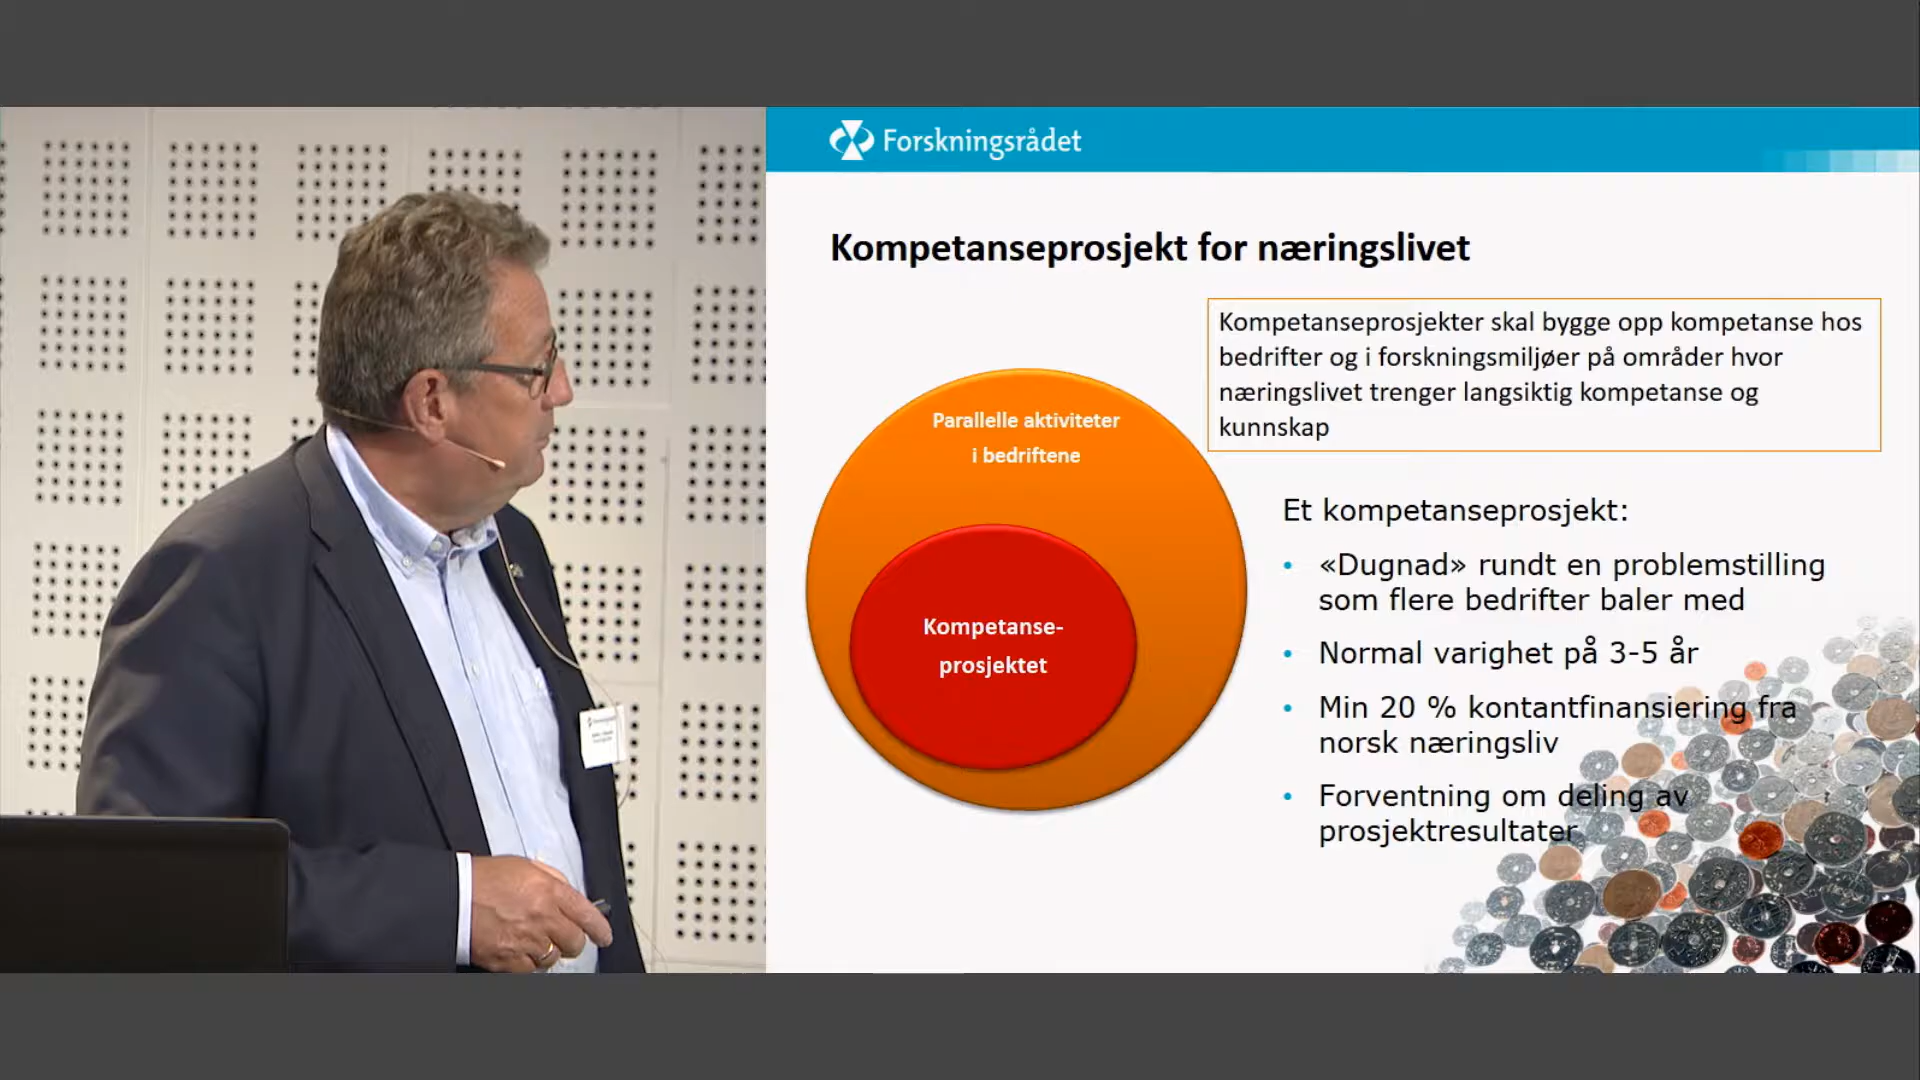 Forskningsrådet
Kompetanseprosjekt for næringslivet
Kompetanseprosjekter skal bygge opp kompetanse hos
bedrifter og i forskningsmiljøer på områder hvor
næringslivet trenger langsiktig kompetanse og
kunnskap
Parallelle aktiviteter
i bedriftene
Kompetanse-
prosjektet
Et kompetanseprosjekt:
• «Dugnad» rundt en problemstilling
som flere bedrifter baler med
• Normal varighet på 3-5 år
• Min 20 % kontantfinansiering fra
norsk næringsliv
• Forventning om deling av
prosjektresultater